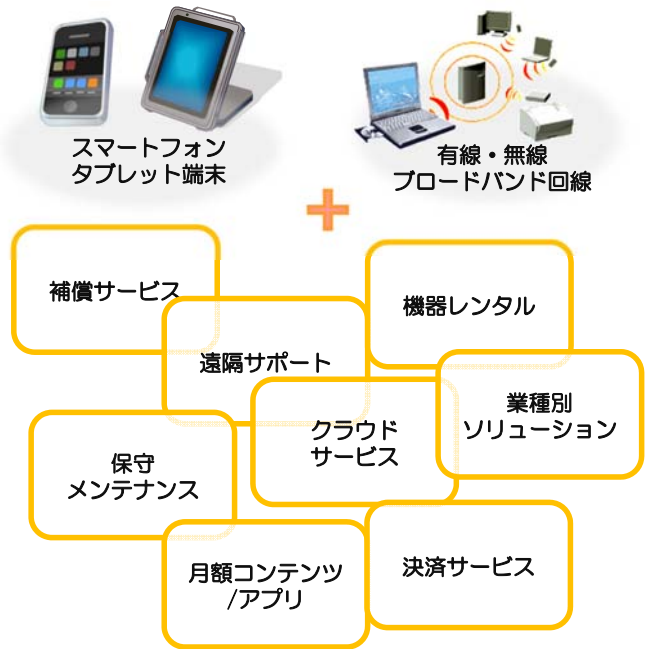 スマートフォン
タブレット端末
有線・無線
ブロードバンド回線
補償サービス
機器レンタル
遠隔サポート
業種別
ソリューション
クラウド
サービス
保守
メンテナンス
月額コンテンツ
/アプリ
決済サービス